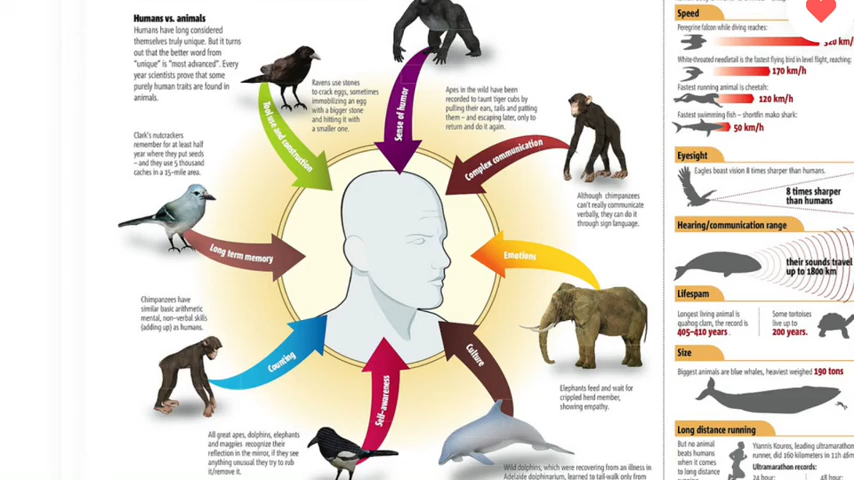 Humans vs. animals
Humans have long considered
themselves truly unique. But it turns
out that the better word from
"unique" is "most advanced". Every
year scientists prove that some
purely human traits are found in
animals.
Ravens use stones
to crack eggs, sometimes
immobilizing an egg
with a bigger stone
and hitting it with
a smaller one.
Tool use and construction
Sense of humor
Apes in the wild have been
recorded to taunt tiger cubs by
pulling their ears, tails and patting
them – and escaping later, only to
return and do it again.
Complex communication
Although chimpanzees
can't really communicate
verbally, they can do it
through sign language.
Clark's nutcrackers
remember for at least half
year where they put seeds
– and they use 5 thousand
caches in a 15-mile area.
Long term memory
Emotions
Elephants feed and wait for
crippled herd member,
showing empathy.
Chimpanzees have
similar basic arithmetic
mental, non-verbal skills
(adding up) as humans.
Counting
Self-awareness
All great apes, dolphins, elephants
and magpies recognize their
reflection in the mirror, if they see
anything unusual they try to rub
it/remove it.
Culture
Wild dolphins, which were recovering from an illness in
Adelaide dolphinarium, learned to tail-walk only from
Speed
Peregrine falcon while diving reaches:
320 km/h
White-throated needletail is the fastest flying bird in level flight, reaching:
170 km/h
Fastest running animal is cheetah:
120 km/h
Fastest swimming fish – shortfin mako shark:
50 km/h
Eyesight
Eagles boast vision 8 times sharper than humans.
8 times sharper
than humans
Hearing/communication range
their sounds travel
up to 1800 km
Lifespam
Longest living animal is
quahog clam, the record is
405-410 years.
Some tortoises
live up to
200 years.
Size
Biggest animals are blue whales, heaviest weighed 190 tons
Long distance running
But no animal
beats humans
when it comes
to long distance
running
Yiannis Kouros, leading ultramarathon
runner, did 160 kilometers in 11h 46m
Ultramarathon records:
24 hour:
48 hour: